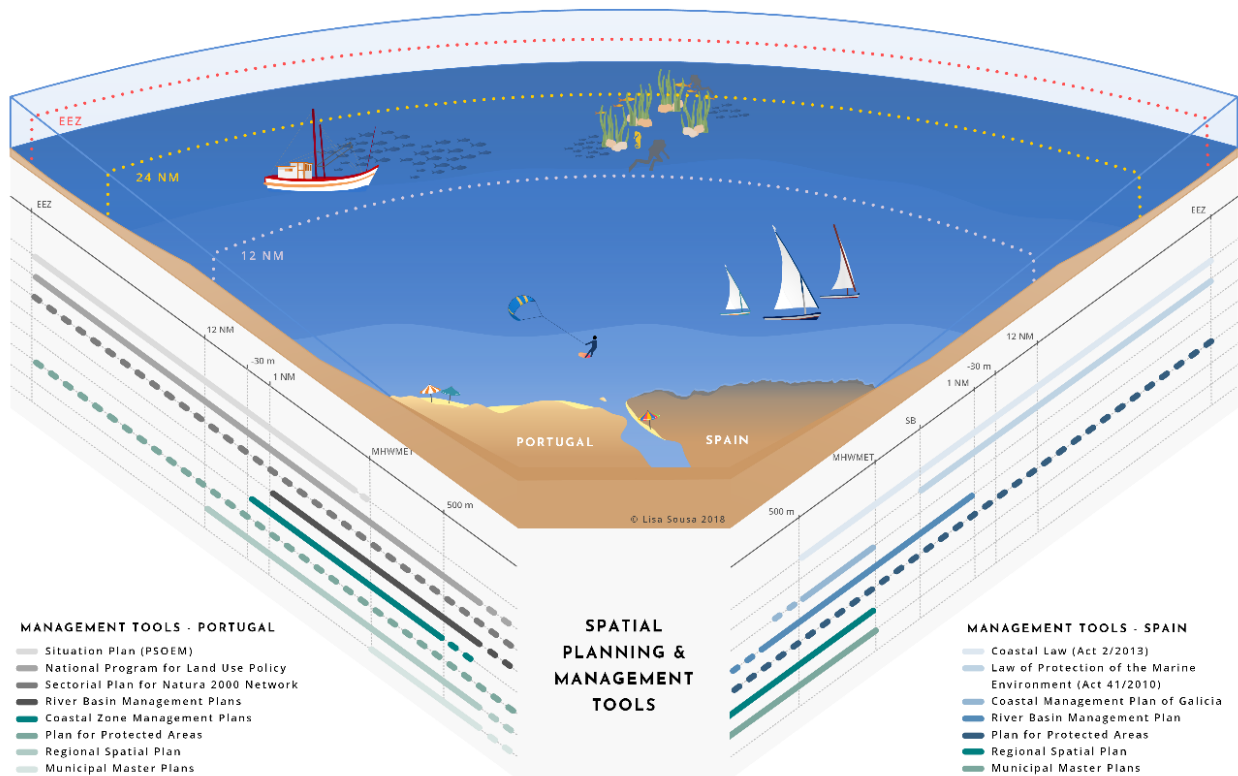 EEZ
24 NM
12 NM
EEZ
12 NM
-30 m
1 NM
MHWMET
500 m
EEZ
12 NM
-30 m
1 NM
SB
MHWMET
500 m
PORTUGAL
SPAIN
© Lisa Sousa 2018
SPATIAL
PLANNING &
MANAGEMENT
TOOLS
MANAGEMENT TOOLS - PORTUGAL
Situation Plan (PSOEM)
National Program for Land Use Policy
Sectorial Plan for Natura 2000 Network
River Basin Management Plans
Coastal Zone Management Plans
Plan for Protected Areas
Regional Spatial Plan
Municipal Master Plans
MANAGEMENT TOOLS - SPAIN
Coastal Law (Act 2/2013)
Law of Protection of the Marine
Environment (Act 41/2010)
Coastal Management Plan of Galicia
River Basin Management Plan
Plan for Protected Areas
Regional Spatial Plan
Municipal Master Plans